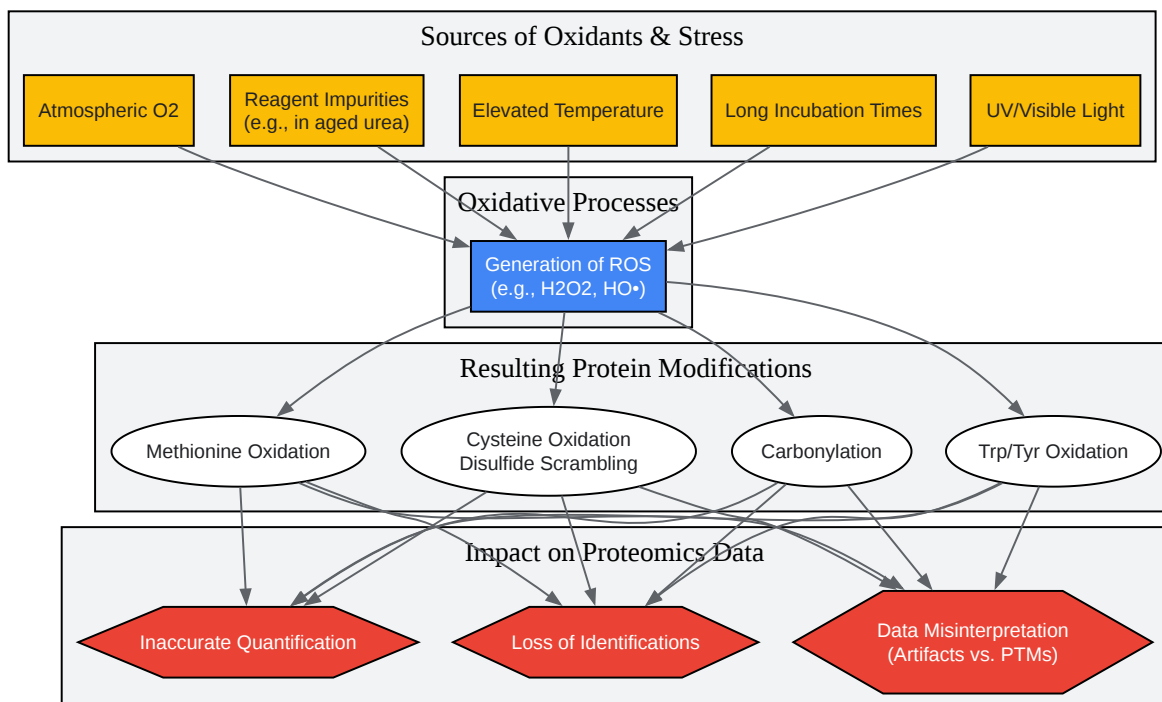 Sources of Oxidants & Stress
Atmospheric O2
Reagent Impurities
(e.g., in aged urea)
Elevated Temperature
Long Incubation Times
UV/Visible Light
Oxidative Processes
Generation of ROS
(e.g., H2O2, HO•)
Resulting Protein Modifications
Methionine Oxidation
Cysteine Oxidation
Disulfide Scrambling
Carbonylation
Trp/Tyr Oxidation
Impact on Proteomics Data
Inaccurate Quantification
Loss of Identifications
Data Misinterpretation
(Artifacts vs. PTMs)